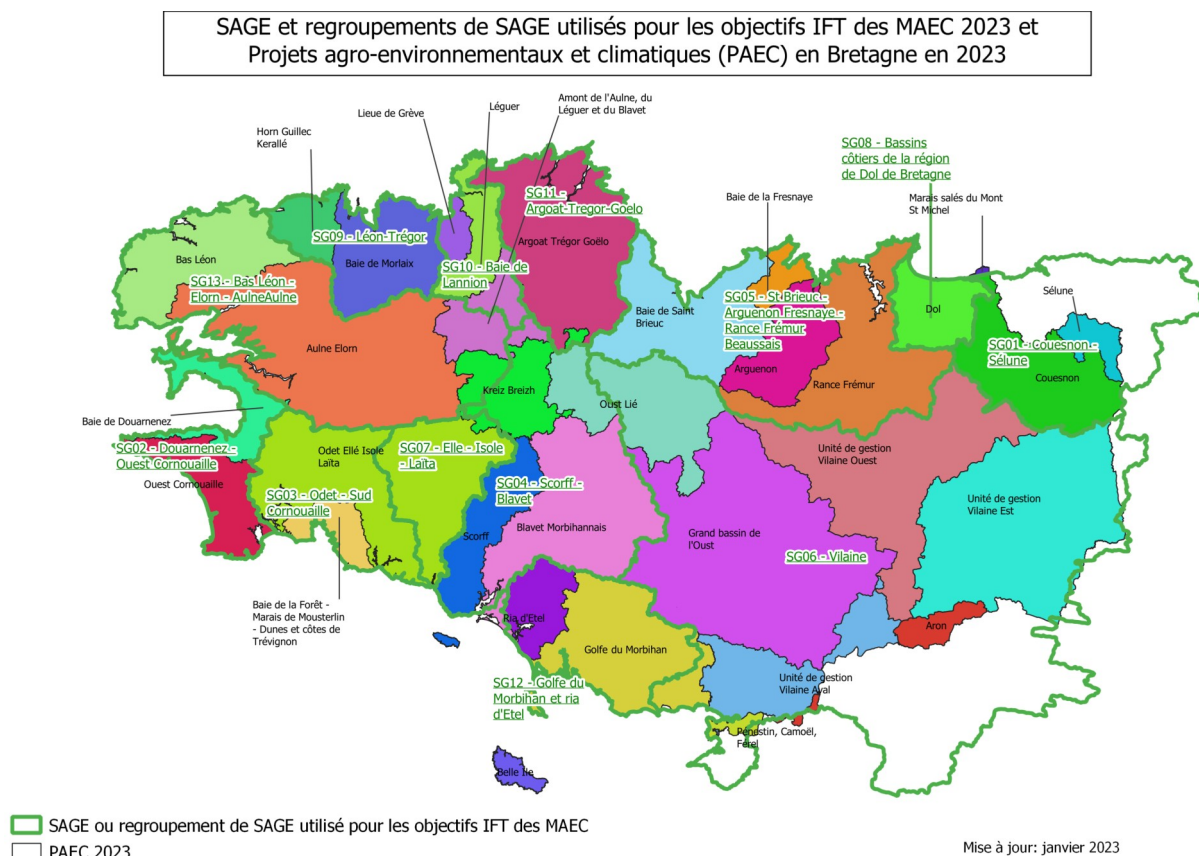 SAGE et regroupements de SAGE utilisés pour les objectifs IFT des MAEC 2023 et
Projets agro-environnementaux et climatiques (PAEC) en Bretagne en 2023
Amont de l'Aulne, du
Léguer et du Blavet
Léguer
Lieue de Grève
Horn Guillec
Kerallé
SG08 - Bassins
côtiers de la région
de Dol de Bretagne
Baie de la Fresnaye
Marais salés du Mont
St Michel
SG11 -
Argoat-Tregor-Goelo
SG09 - Léon-Trégor
Argoat Trégor Goëlo
Bas Léon
Baie de Morlaix
SG10 - Baie de
Lannion
SG13 - Bas Léon -
Elorn - AulneAulne
Sélune
SG05 - St Brieuc -
Arguenon Fresnaye -
Rance Frémur
Beaussais
Baie de Saint
Brieuc
Dol
SG01 - Couesnon -
Sélune
Aulne Elorn
Arguenon
Rance Frémur
Couesnon
Kreiz Breizh
Oust Lié
Baie de Douarnenez
SG02 - Douarnenez -
Ouest Cornouaille
Ouest Cornouaille
Odet Ellé Isole
Laïta
SG07 - Elle - Isole
- Laïta
Unité de gestion
Vilaine Ouest
SG03 - Odet - Sud
Cornouaille
SG04 - Scorff -
Blavet
Unité de gestion
Vilaine Est
Scorff
Blavet Morbihannais
Grand bassin de
l'Oust
SG06 - Vilaine
Baie de la Forêt -
Marais de Mousterlin
- Dunes et côtes de
Trévignon
Ria d'Etel
Aron
Golfe du Morbihan
SG12 - Golfe du
Morbihan et ria
d'Etel
Unité de gestion
Vilaine Aval
Pénestin, Camoël,
Férel
Belle Ile
SAGE ou regroupement de SAGE utilisé pour les objectifs IFT des MAEC
PAEC 2023
Mise à jour: janvier 2023